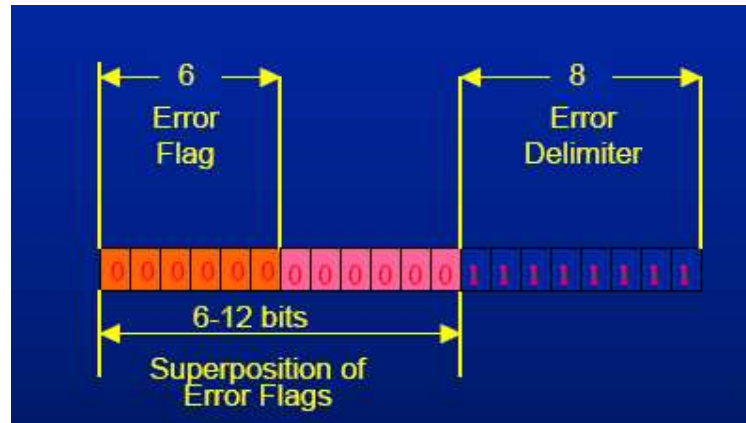 6
8
Error
Flag
Error
Delimiter
0 0 0 0 0 0 0 0 0 0 0 0 1 1 1 1 1 1 1 1
6-12 bits
Superposition of
Error Flags